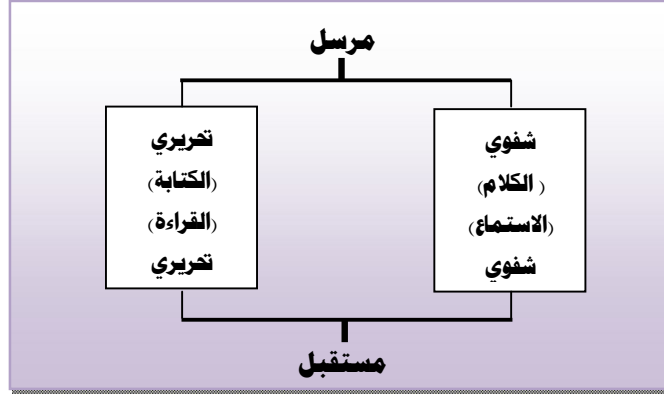 مرسل
شفوي
( الكلام)
(الاستماع)
شفوي
تحريري
(الكتابة)
(القراءة)
تحريري
مستقبل